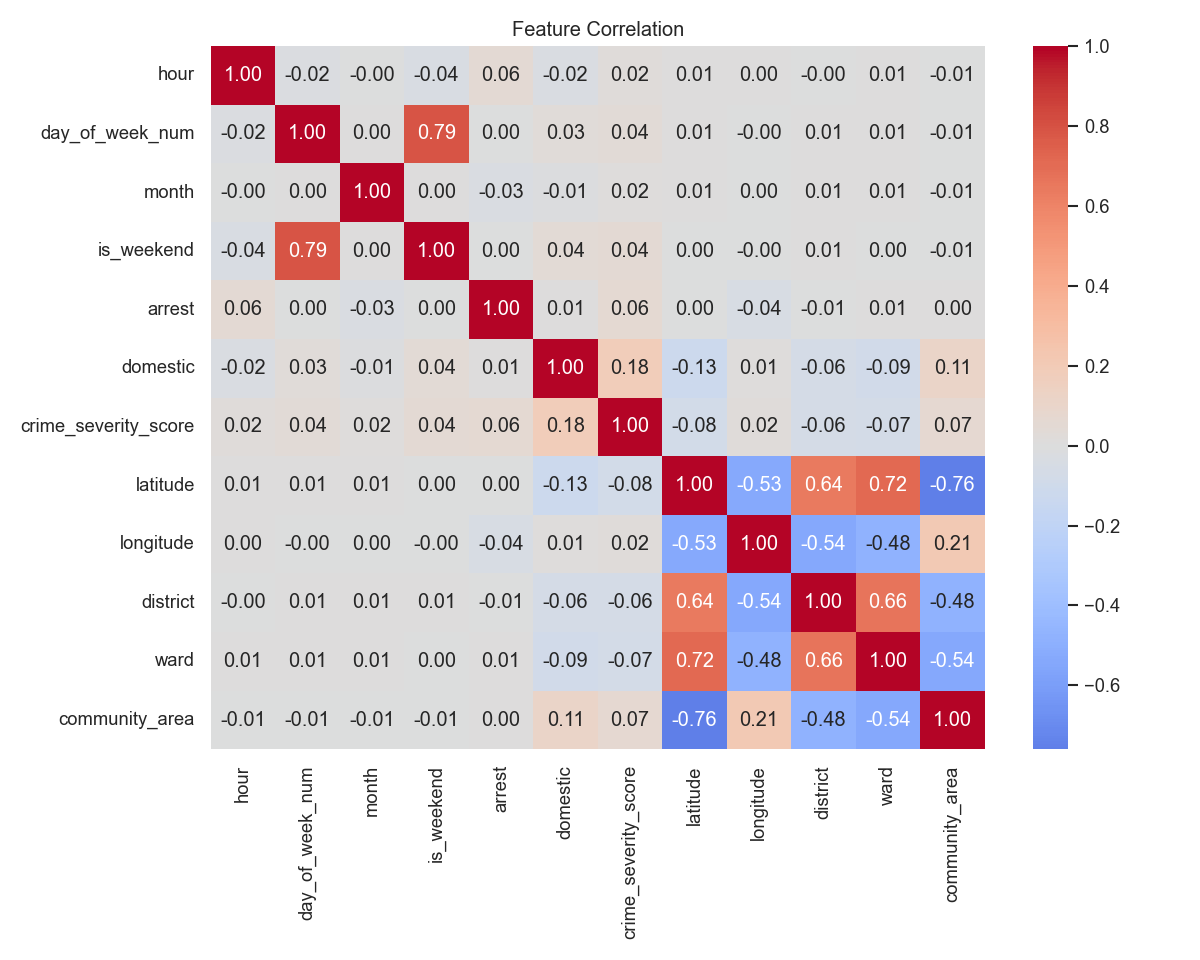 Feature Correlation
hour 1.00 -0.02 -0.00 -0.04 0.06 -0.02 0.02 0.01 0.00 -0.00 0.01 -0.01
day_of_week_num -0.02 1.00 0.00 0.79 0.00 0.03 0.04 0.01 -0.00 0.01 0.01 -0.01
month -0.00 0.00 1.00 0.00 -0.03 -0.01 0.02 0.01 0.00 0.01 0.01 -0.01
is_weekend -0.04 0.79 0.00 1.00 0.00 0.04 0.04 0.00 -0.00 0.01 0.00 -0.01
arrest 0.06 0.00 -0.03 0.00 1.00 0.01 0.06 0.00 -0.04 -0.01 0.01 0.00
domestic -0.02 0.03 -0.01 0.04 0.01 1.00 0.18 -0.13 0.01 -0.06 -0.09 0.11
crime_severity_score 0.02 0.04 0.02 0.04 0.06 0.18 1.00 -0.08 0.02 -0.06 -0.07 0.07
latitude 0.01 0.01 0.01 0.00 0.00 -0.13 -0.08 1.00 -0.53 0.64 0.72 -0.76
longitude 0.00 -0.00 0.00 -0.00 -0.04 0.01 0.02 -0.53 1.00 -0.54 -0.48 0.21
district -0.00 0.01 0.01 0.01 -0.01 -0.06 -0.06 0.64 -0.54 1.00 0.66 -0.48
ward 0.01 0.01 0.01 0.00 0.01 -0.09 -0.07 0.72 -0.48 0.66 1.00 -0.54
community_area -0.01 -0.01 -0.01 -0.01 0.00 0.11 0.07 -0.76 0.21 -0.48 -0.54 1.00
hour
day_of_week_num
month
is_weekend
arrest
domestic
crime_severity_score
latitude
longitude
district
ward
community_area
1.0
0.8
0.6
0.4
0.2
0.0
−0.2
−0.4
−0.6